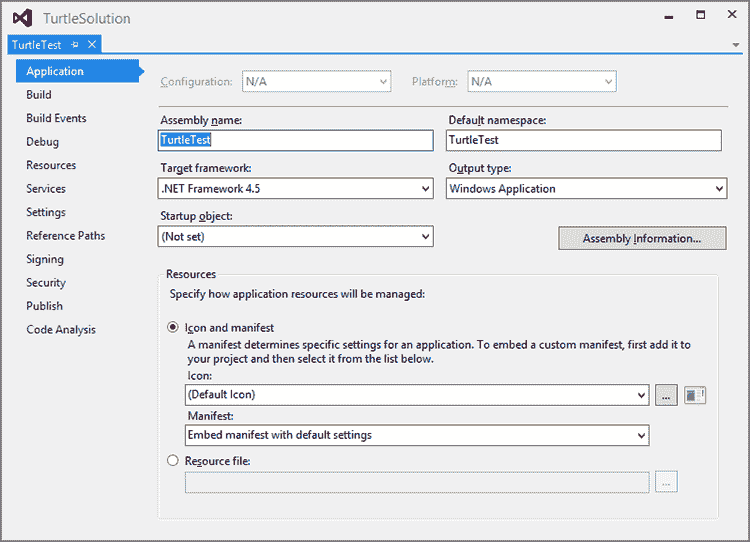 TurtleSolution
TurtleTest
Application
Build
Build Events
Debug
Resources
Services
Settings
Reference Paths
Signing
Security
Publish
Code Analysis
Configuration: N/A Platform: N/A
Assembly name: Default namespace:
TurtleTest TurtleTest
Target framework: Output type:
.NET Framework 4.5 Windows Application
Startup object:
(Not set) Assembly Information...
Resources
Specify how application resources will be managed:
Icon and manifest
A manifest determines specific settings for an application. To embed a custom manifest, first add it to
your project and then select it from the list below.
Icon:
(Default Icon) ...
Manifest:
Embed manifest with default settings
Resource file:
...